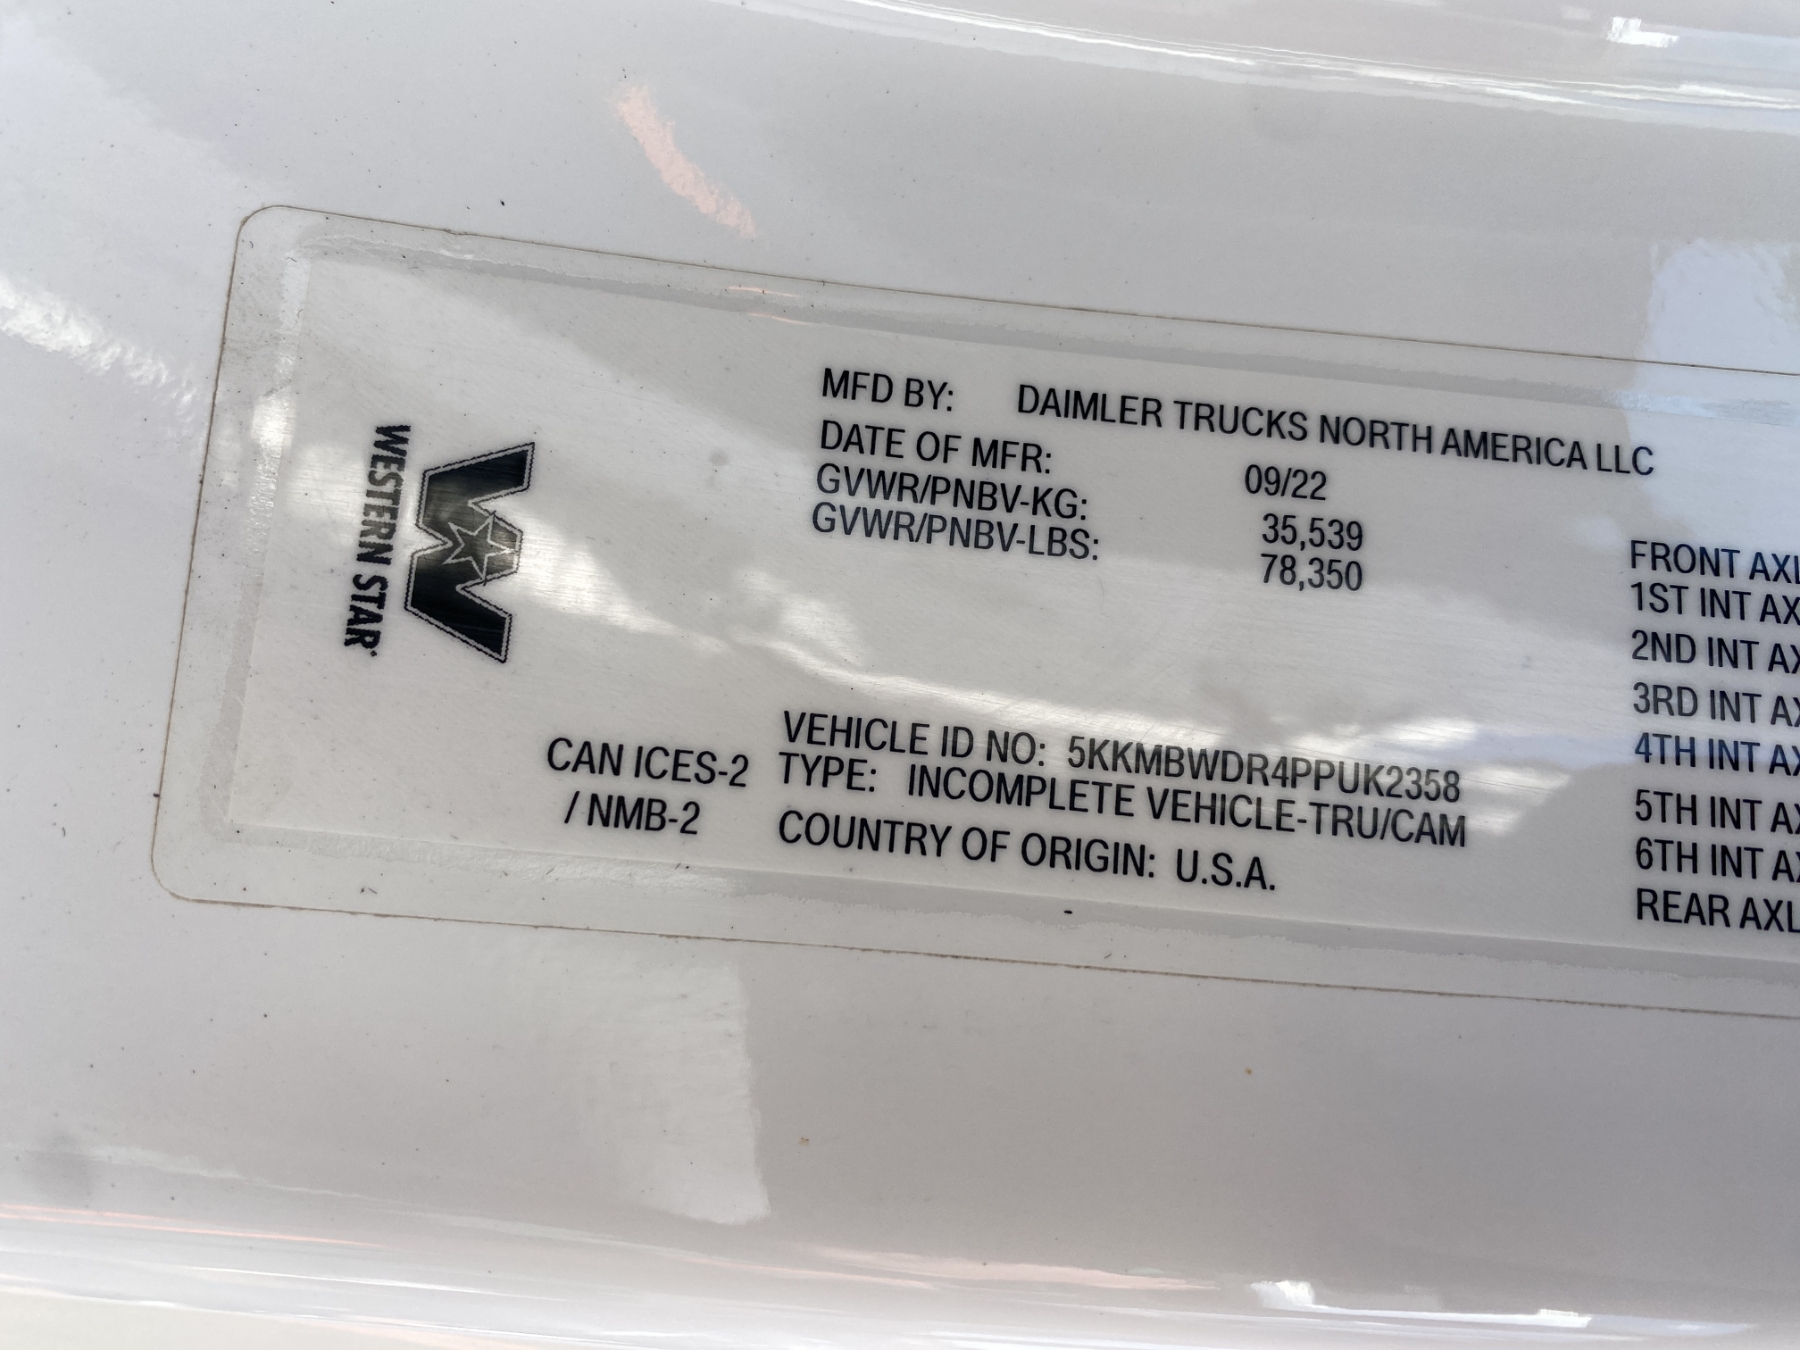 WESTERN STAR
MFD BY: DAIMLER TRUCKS NORTH AMERICA LLC
DATE OF MFR: 09/22
GVWR/PNBV-KG: 35,539
GVWR/PNBV-LBS: 78,350
VEHICLE ID NO: 5KKMBWDR4PPUK2358
CAN ICES-2 TYPE: INCOMPLETE VEHICLE-TRU/CAM
/ NMB-2 COUNTRY OF ORIGIN: U.S.A.
FRONT AXL
1ST INT AX
2ND INT AX
3RD INT AX
4TH INT AX
5TH INT AX
6TH INT AX
REAR AXL